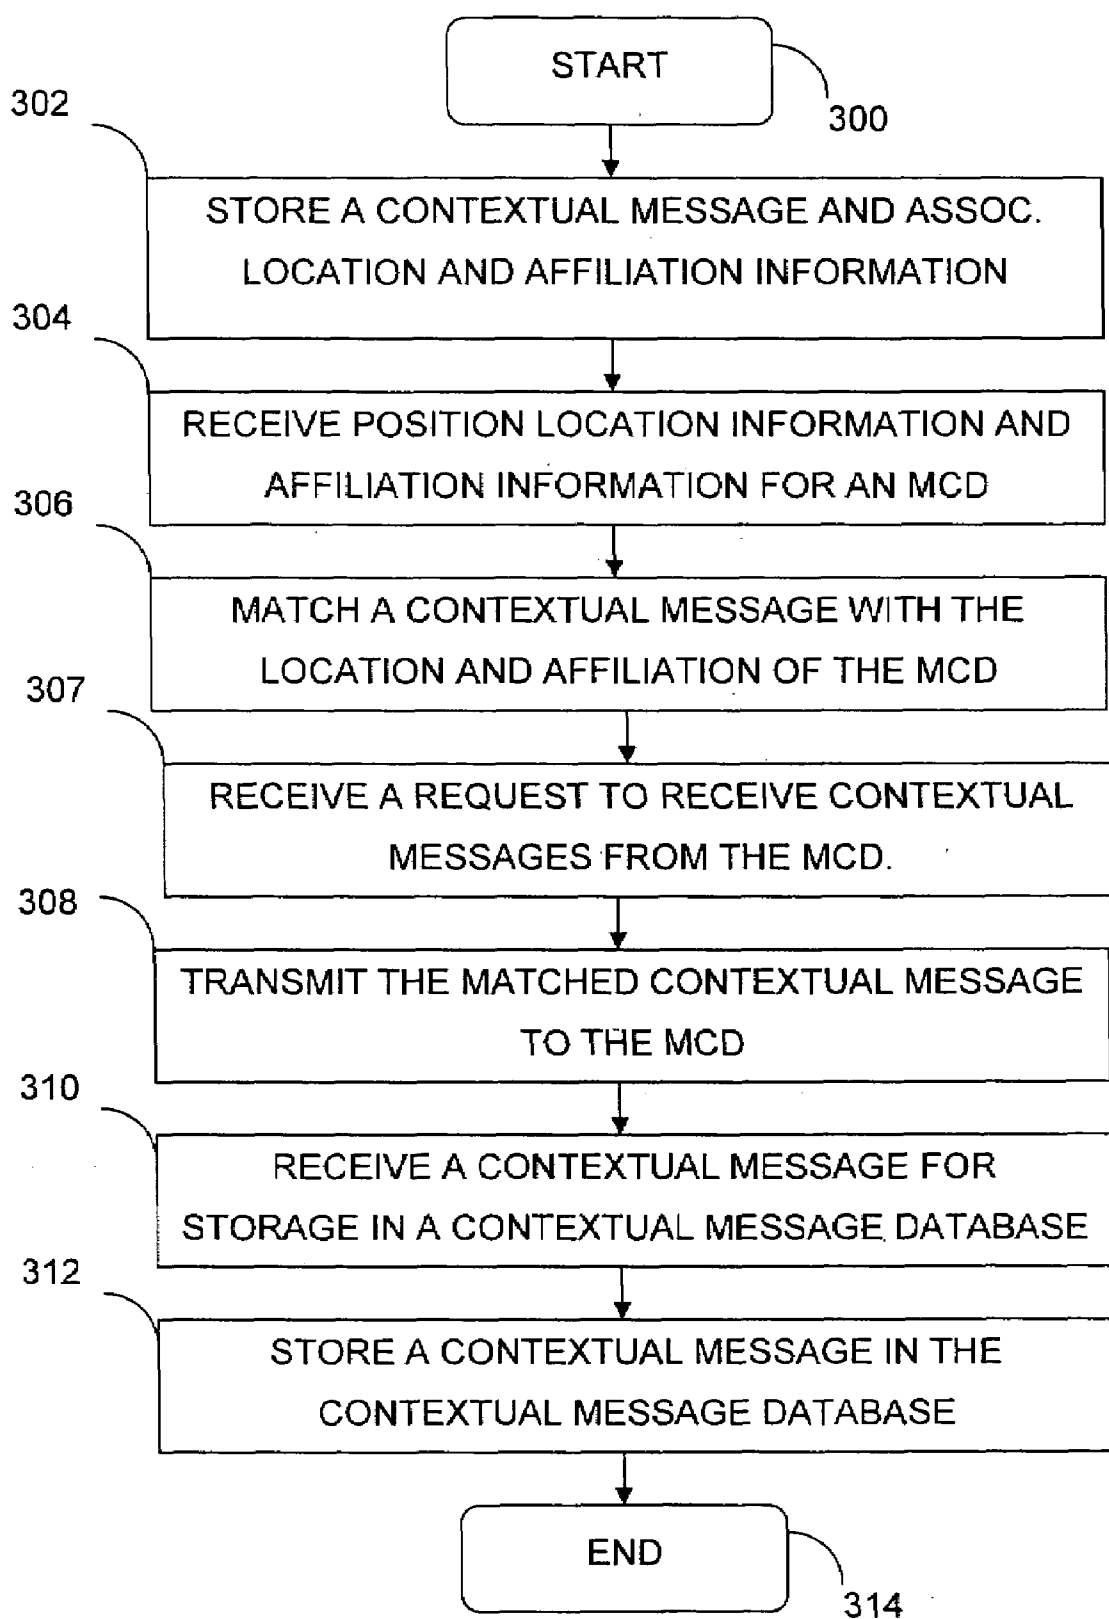 START
300
302
STORE A CONTEXTUAL MESSAGE AND ASSOC.
LOCATION AND AFFILIATION INFORMATION
304
RECEIVE POSITION LOCATION INFORMATION AND
AFFILIATION INFORMATION FOR AN MCD
306
MATCH A CONTEXTUAL MESSAGE WITH THE
LOCATION AND AFFILIATION OF THE MCD
307
RECEIVE A REQUEST TO RECEIVE CONTEXTUAL
MESSAGES FROM THE MCD.
308
TRANSMIT THE MATCHED CONTEXTUAL MESSAGE
TO THE MCD
310
RECEIVE A CONTEXTUAL MESSAGE FOR
STORAGE IN A CONTEXTUAL MESSAGE DATABASE
312
STORE A CONTEXTUAL MESSAGE IN THE
CONTEXTUAL MESSAGE DATABASE
END
314